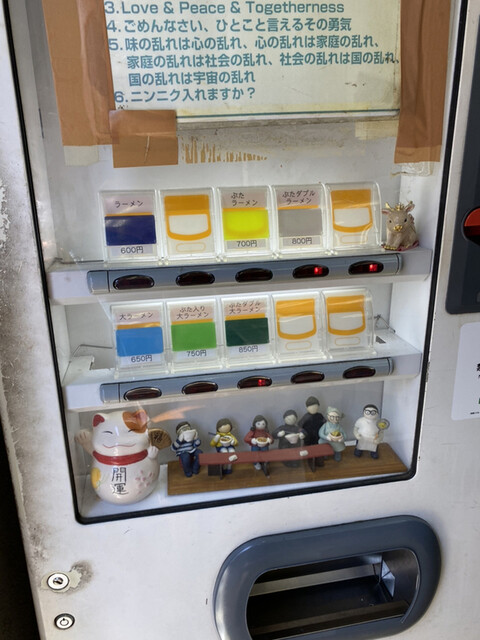 3.Love & Peace & Togetherness
4.ごめんなさい、ひとこと言えるその勇気
5.味の乱れは心の乱れ、心の乱れは家庭の乱れ、
家庭の乱れは社会の乱れ、社会の乱れは国の乱れ、
国の乱れは宇宙の乱れ
6.ニンニク入れますか？
ラーメン
600円
ぶた
ラーメン
700円
ぶたダブル
ラーメン
800円
大ラーメン
650円
ぶた入り
大ラーメン
750円
ぶたダブル
大ラーメン
850円
開運